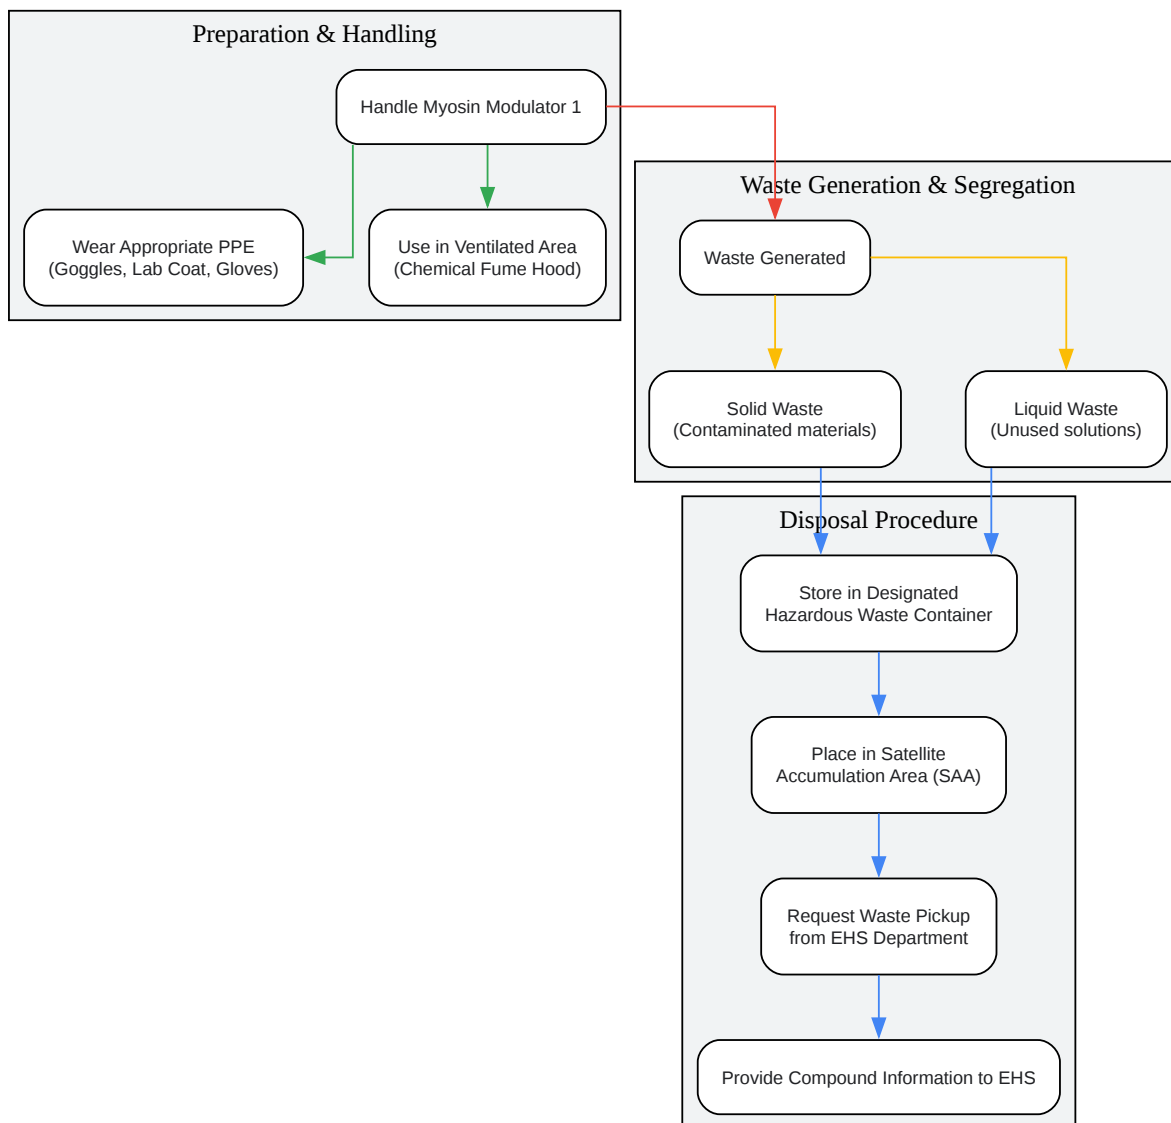 Preparation & Handling
Handle Myosin Modulator 1
Wear Appropriate PPE
(Goggles, Lab Coat, Gloves)
Use in Ventilated Area
(Chemical Fume Hood)
Waste Generation & Segregation
Waste Generated
Solid Waste
(Contaminated materials)
Liquid Waste
(Unused solutions)
Disposal Procedure
Store in Designated
Hazardous Waste Container
Place in Satellite
Accumulation Area (SAA)
Request Waste Pickup
from EHS Department
Provide Compound Information to EHS